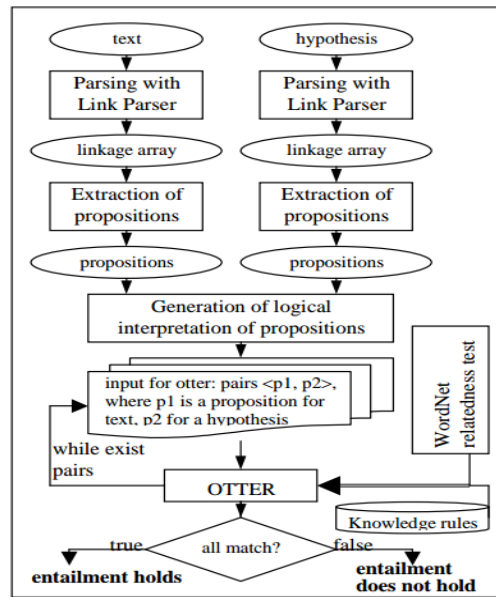 text
hypothesis
Parsing with
Link Parser
Parsing with
Link Parser
linkage array
linkage array
Extraction of
propositions
Extraction of
propositions
propositions
propositions
Generation of logical
interpretation of propositions
input for otter: pairs <p1, p2>,
where p1 is a proposition for
text, p2 for a hypothesis
WordNet
relatedness test
while exist
pairs
OTTER
Knowledge rules
true
all match?
false
entailment holds
entailment
does not hold